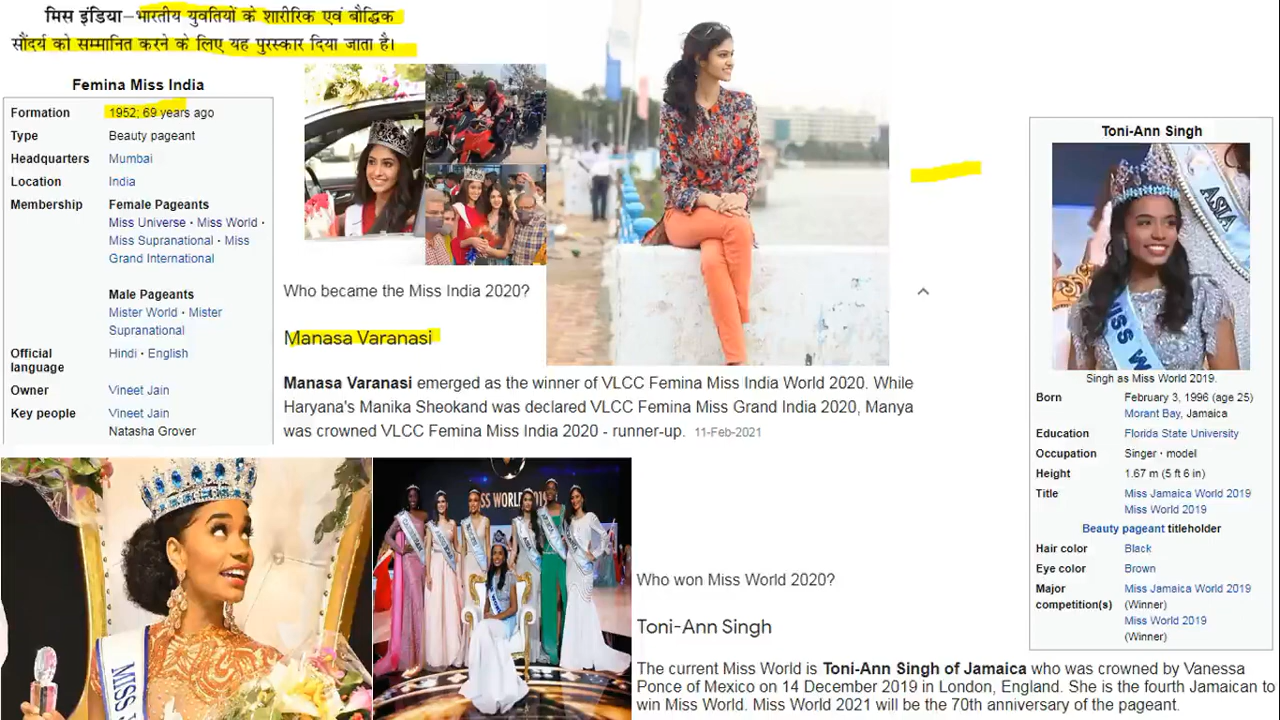 मिस इंडिया–भारतीय युवतियों के शारीरिक एवं बौद्धिक
सौंदर्य को सम्मानित करने के लिए यह पुरस्कार दिया जाता है।
Femina Miss India
Formation 1952; 69 years ago
Type Beauty pageant
Headquarters Mumbai
Location India
Membership Female Pageants
Miss Universe · Miss World ·
Miss Supranational · Miss
Grand International
Male Pageants
Mister World · Mister
Supranational
Official Hindi · English
language
Owner Vineet Jain
Key people Vineet Jain
Natasha Grover
Who became the Miss India 2020?
Manasa Varanasi
Manasa Varanasi emerged as the winner of VLCC Femina Miss India World 2020. While
Haryana's Manika Sheokand was declared VLCC Femina Miss Grand India 2020, Manya
was crowned VLCC Femina Miss India 2020 - runner-up. 11-Feb-2021
Toni-Ann Singh
ASIA
MISS W
Singh as Miss World 2019.
Born February 3, 1996 (age 25)
Morant Bay, Jamaica
Education Florida State University
Occupation Singer · model
Height 1.67 m (5 ft 6 in)
Title Miss Jamaica World 2019
Miss World 2019
Beauty pageant titleholder
Hair color Black
Eye color Brown
Major Miss Jamaica World 2019
competition(s) (Winner)
Miss World 2019
(Winner)
MISS
ISS WORLD 2019
Who won Miss World 2020?
Toni-Ann Singh
The current Miss World is Toni-Ann Singh of Jamaica who was crowned by Vanessa
Ponce of Mexico on 14 December 2019 in London, England. She is the fourth Jamaican to
win Miss World. Miss World 2021 will be the 70th anniversary of the pageant.